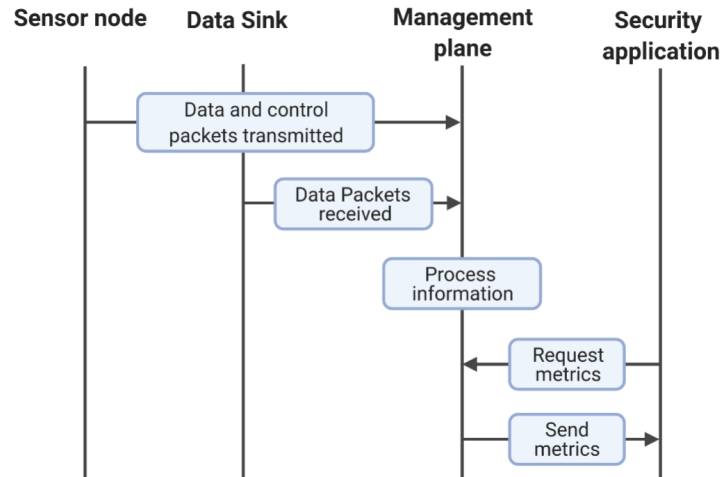 Sensor node
Data Sink
Management
plane
Security
application
Data and control
packets transmitted
Data Packets
received
Process
information
Request
metrics
Send
metrics